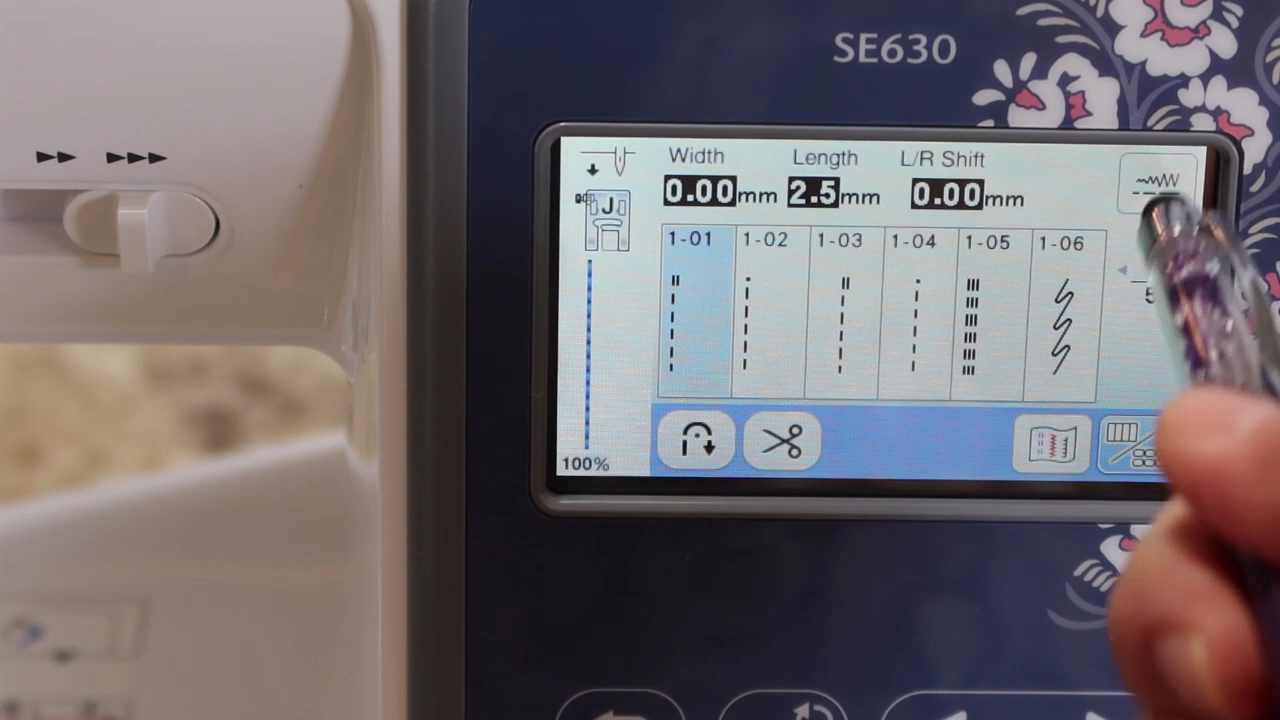 SE630
Width Length L/R Shift
0.00mm 2.5mm 0.00mm
J
1-01 1-02 1-03 1-04 1-05 1-06
100%